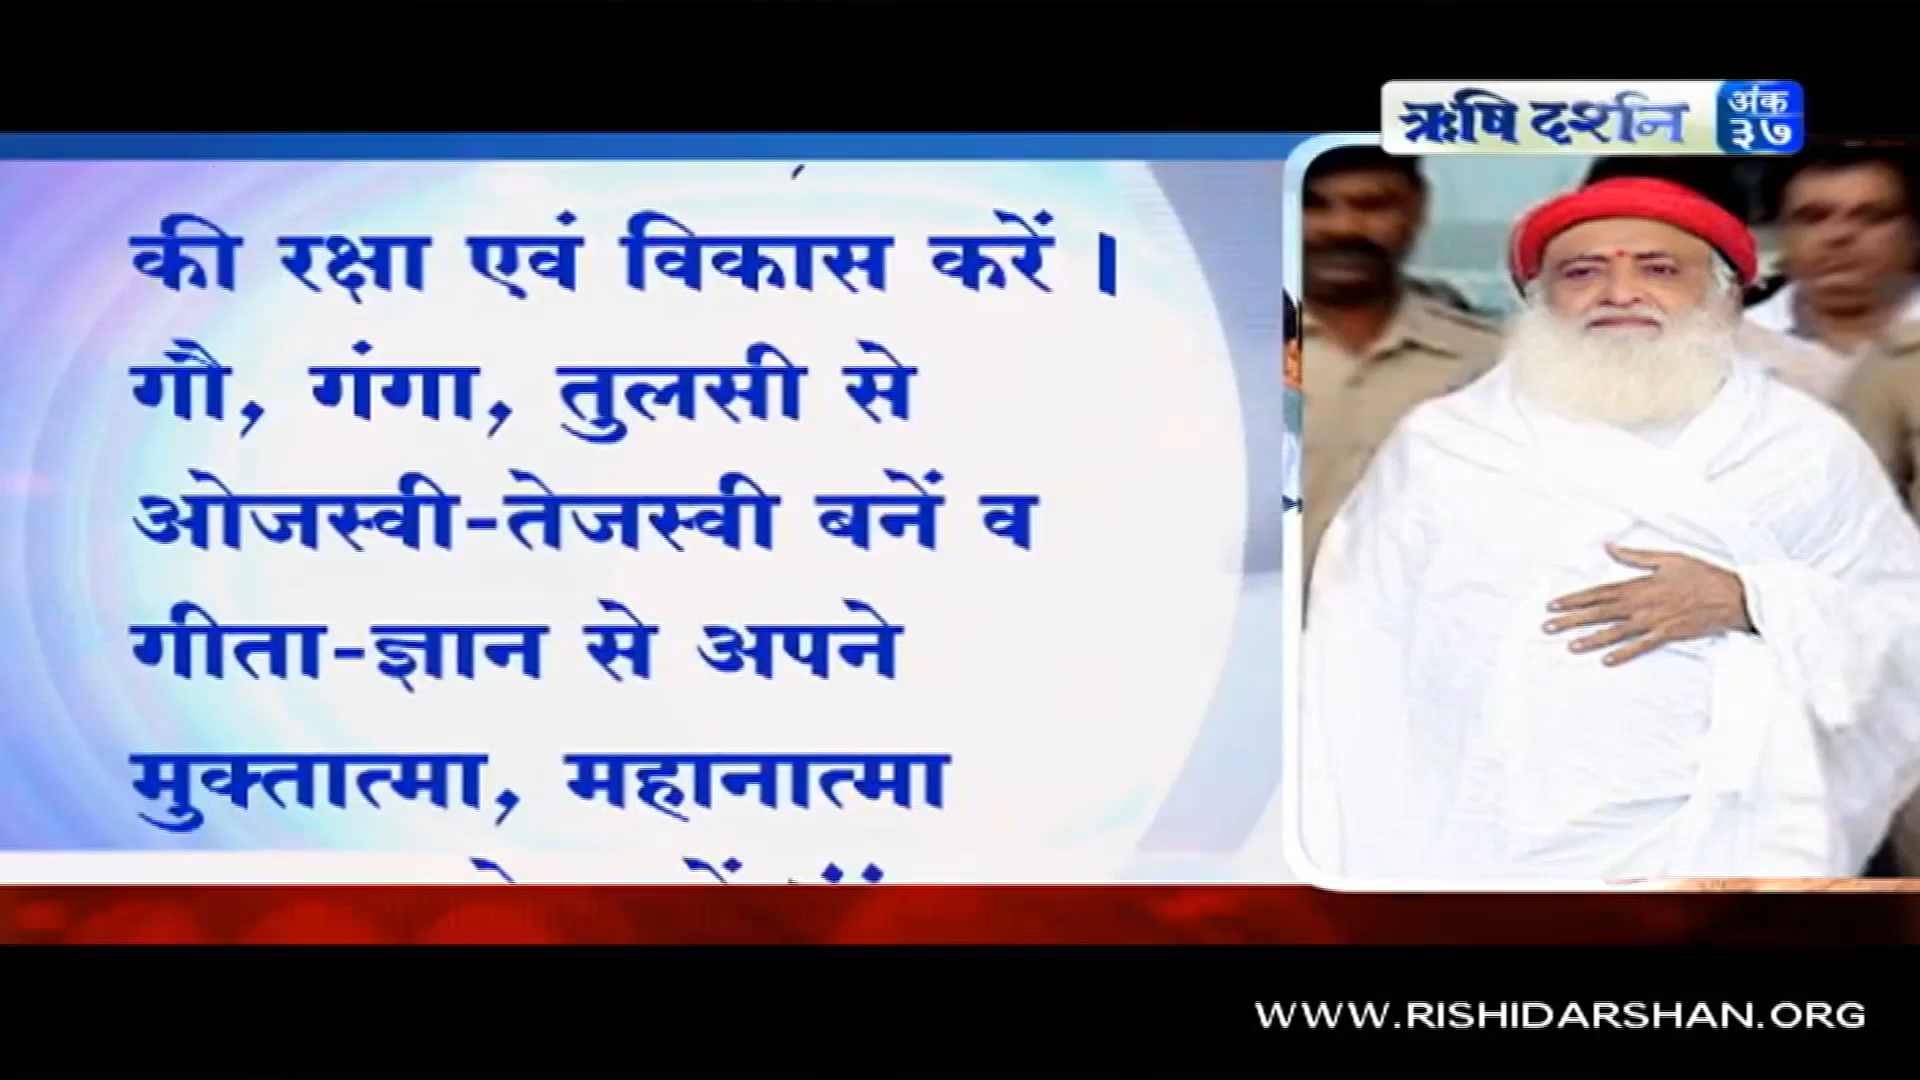 ऋषि दर्शन
अंक
३७
की रक्षा एवं विकास करें ।
गौ, गंगा, तुलसी से
ओजस्वी-तेजस्वी बनें व
गीता-ज्ञान से अपने
मुक्तात्मा, महानात्मा
WWW.RISHIDARSHAN.ORG